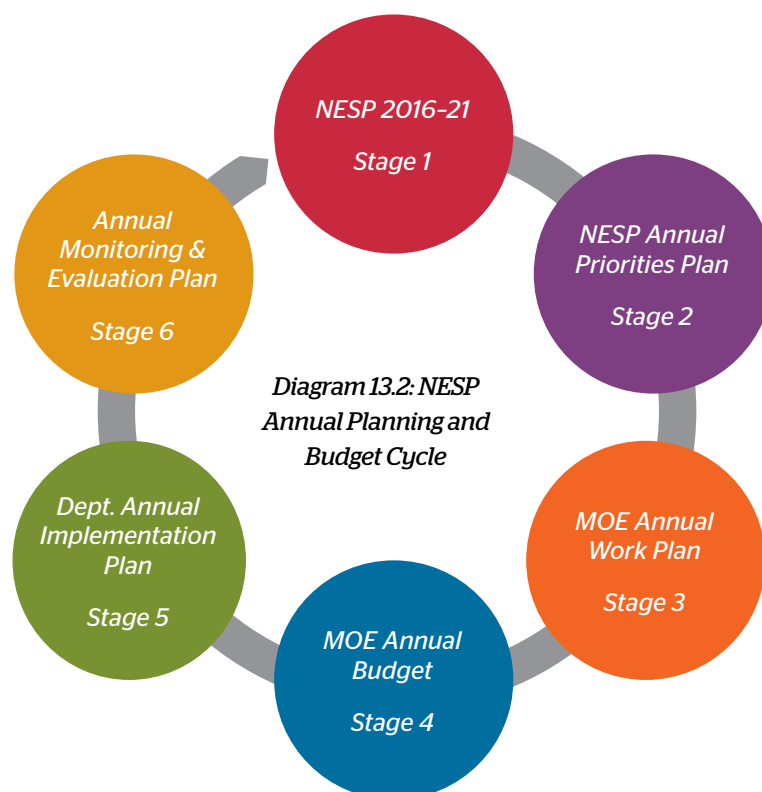 NESP 2016-21
Stage 1
NESP Annual
Priorities Plan
Stage 2
MOE Annual
Work Plan
Stage 3
MOE Annual
Budget
Stage 4
Dept. Annual
Implementation
Plan
Stage 5
Annual
Monitoring &
Evaluation Plan
Stage 6
Diagram 13.2: NESP
Annual Planning and
Budget Cycle